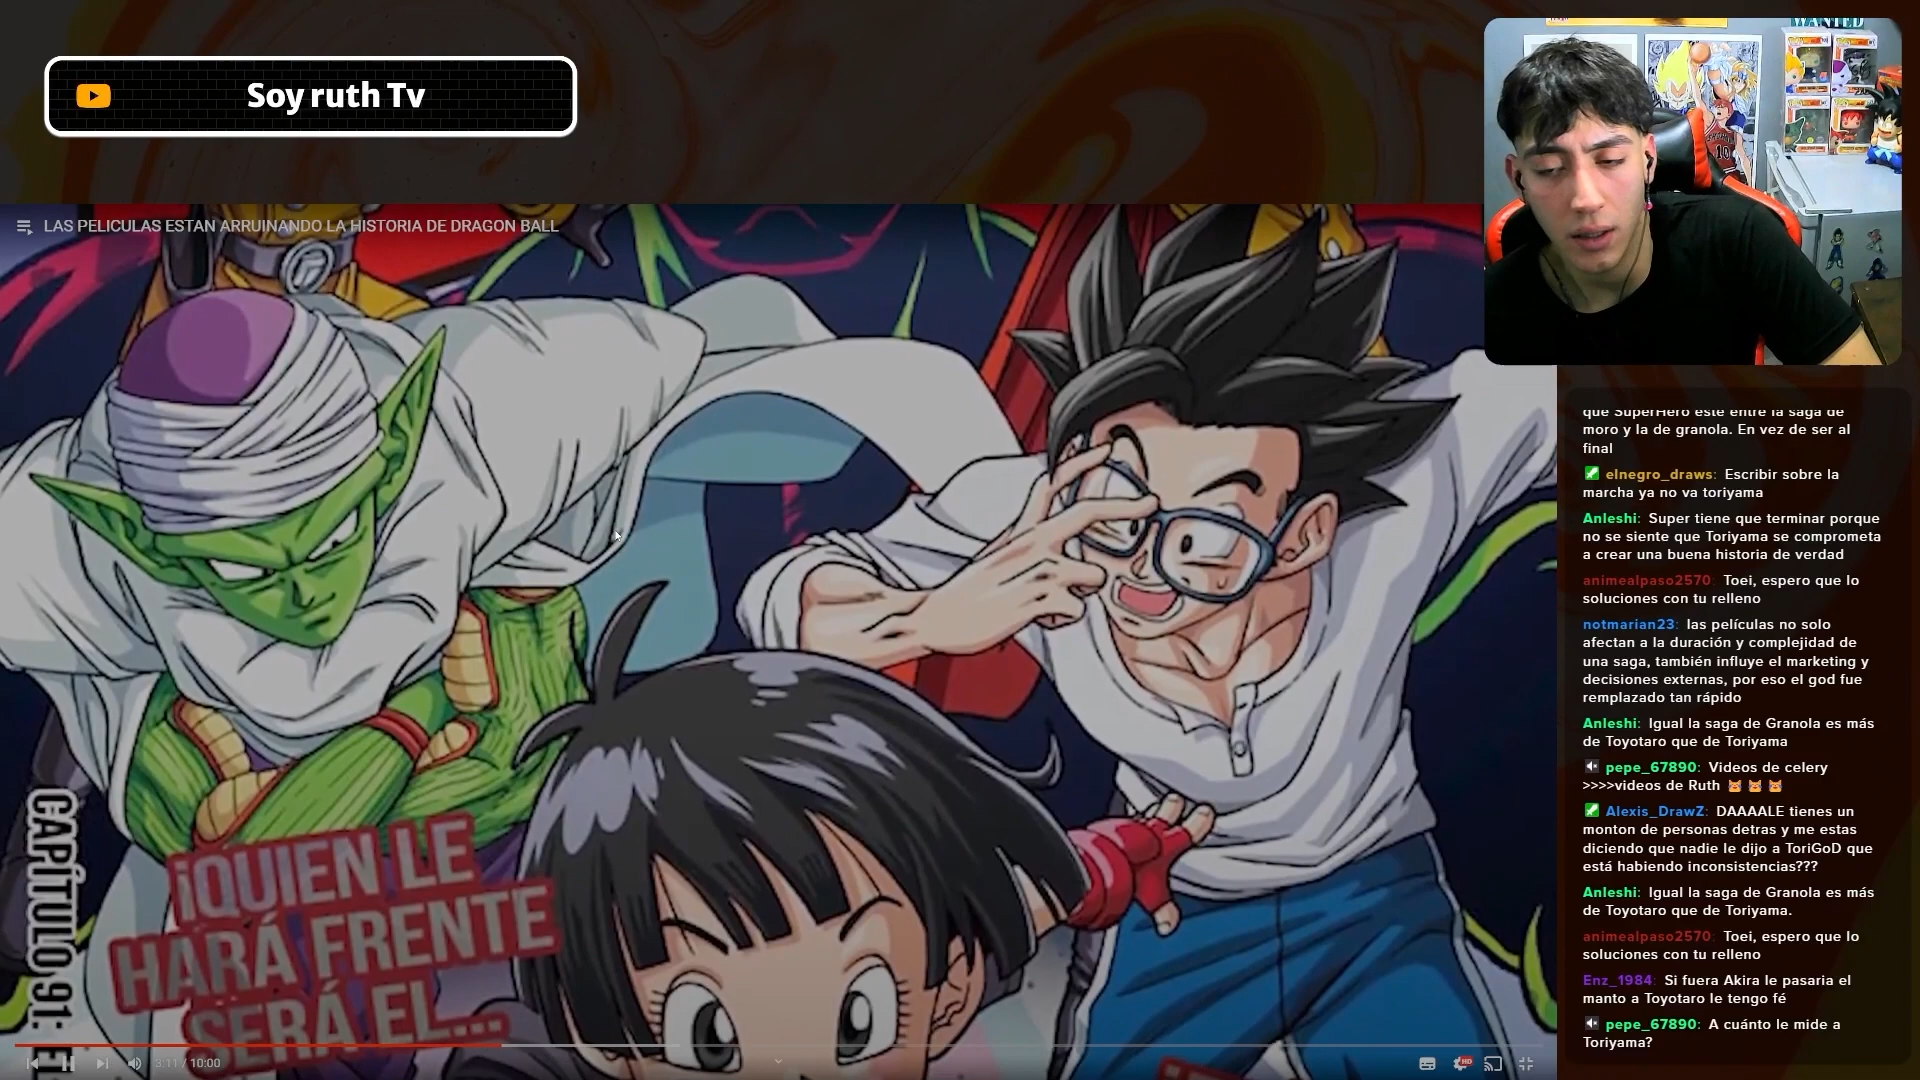 Soy ruth Tv
LAS PELICULAS ESTAN ARRUINANDO LA HISTORIA DE DRAGON BALL
WANTED
10
CAPÍTULO 91:
¡QUIEN LE
HARÁ FRENTE
SERÁ EL...
3:11 / 10:00
HD
que SuperHero este entre la saga de
moro y la de granola. En vez de ser al
final
elnegro_draws: Escribir sobre la
marcha ya no va toriyama
Anleshi: Super tiene que terminar porque
no se siente que Toriyama se comprometa
a crear una buena historia de verdad
animealpaso2570: Toei, espero que lo
soluciones con tu relleno
notmarian23: las películas no solo
afectan a la duración y complejidad de
una saga, también influye el marketing y
decisiones externas, por eso el god fue
remplazado tan rápido
Anleshi: Igual la saga de Granola es más
de Toyotaro que de Toriyama
pepe_67890: Videos de celery
>>>>videos de Ruth
Alexis_DrawZ: DAAAALE tienes un
monton de personas detras y me estas
diciendo que nadie le dijo a ToriGoD que
está habiendo inconsistencias???
Anleshi: Igual la saga de Granola es más
de Toyotaro que de Toriyama.
animealpaso2570: Toei, espero que lo
soluciones con tu relleno
Enz_1984: Si fuera Akira le pasaria el
manto a Toyotaro le tengo fé
pepe_67890: A cuánto le mide a
Toriyama?